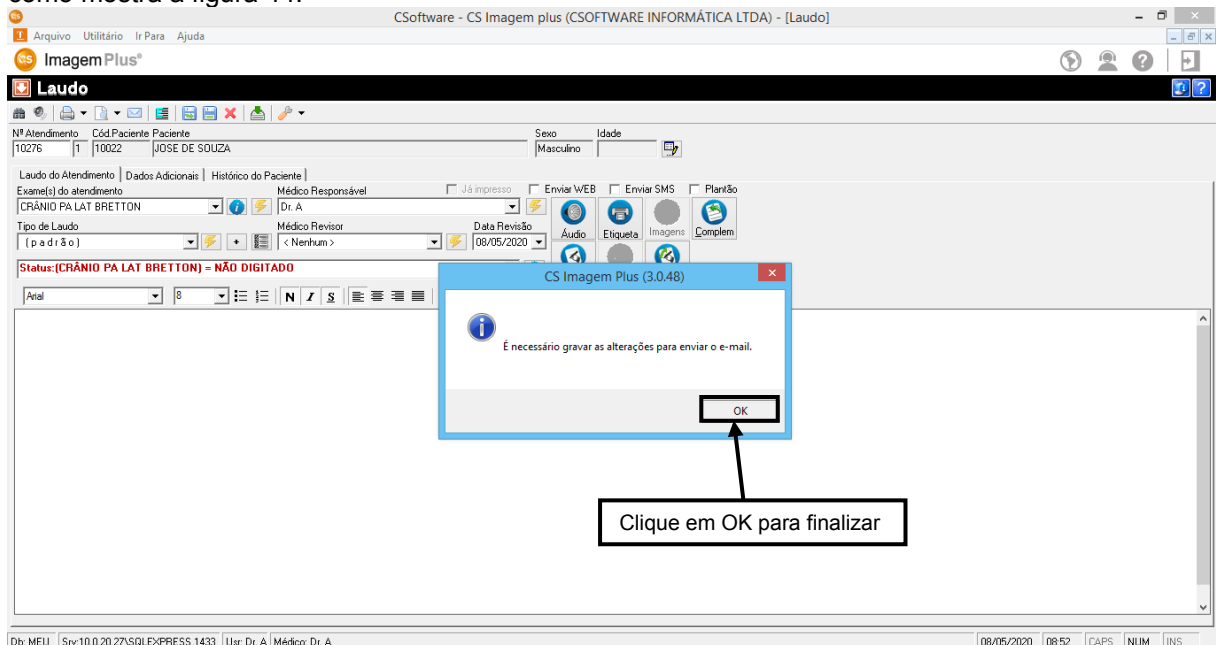 CSoftware - CS Imagem plus (CSOFTWARE INFORMÁTICA LTDA) - [Laudo]
Arquivo Utilitário Ir Para Ajuda
cs Imagem Plus®
Laudo
Nº Atendimento Cód.Paciente Paciente Sexo Idade
10276 1 10022 JOSE DE SOUZA Masculino
Laudo do Atendimento Dados Adicionais Histórico do Paciente
Exame(s) do atendimento Médico Responsável Já impresso Enviar WEB Enviar SMS Plantão
CRÂNIO PA LAT BRETTON Dr. A
Tipo de Laudo Médico Revisor Data Revisão Áudio Etiqueta Imagens Complem
(padrão) < Nenhum > 08/05/2020
Status:(CRÂNIO PA LAT BRETTON) = NÃO DIGITADO
CS Imagem Plus (3.0.48)
Arial 8 N I S
É necessário gravar as alterações para enviar o e-mail.
OK
Clique em OK para finalizar
Db: MEU Srv:10.0.20.27\SQLEXPRESS,1433 Usr: Dr. A Médico: Dr. A 08/05/2020 08:52 CAPS NUM INS